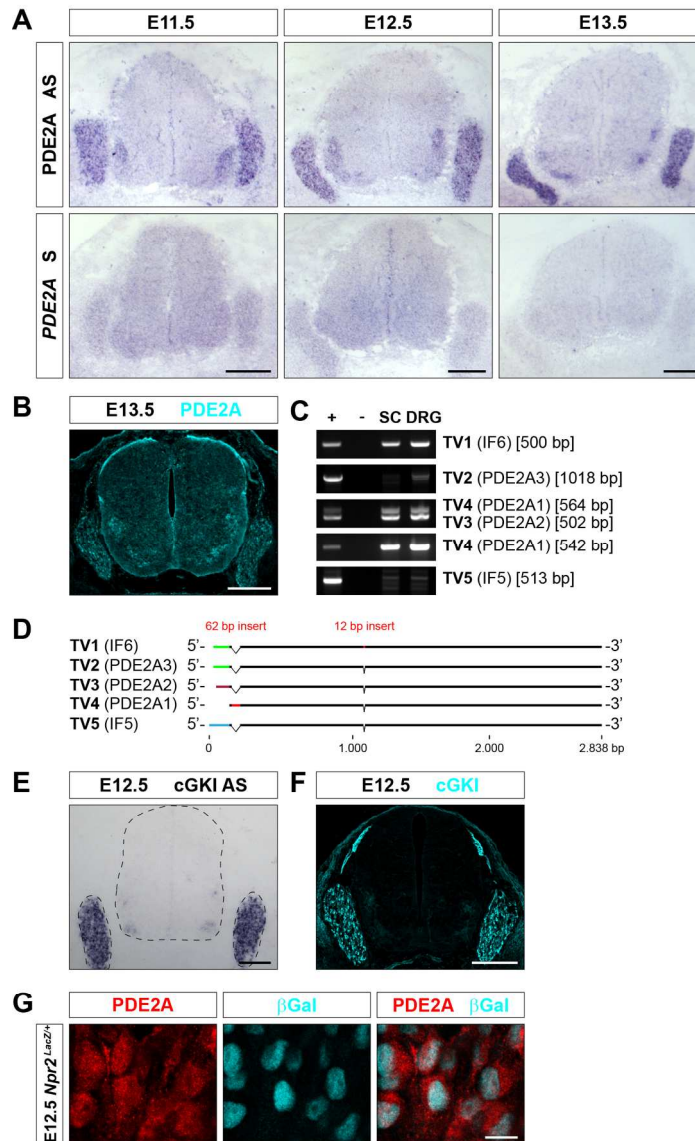 A
E11.5
E12.5
E13.5
PDE2A AS
PDE2A S
B
E13.5 PDE2A
C
+ - SC DRG
TV1 (IF6) [500 bp]
TV2 (PDE2A3) [1018 bp]
TV4 (PDE2A1) [564 bp]
TV3 (PDE2A2) [502 bp]
TV4 (PDE2A1) [542 bp]
TV5 (IF5) [513 bp]
D
62 bp insert 12 bp insert
TV1 (IF6) 5'- -3'
TV2 (PDE2A3) 5'- -3'
TV3 (PDE2A2) 5'- -3'
TV4 (PDE2A1) 5'- -3'
TV5 (IF5) 5'- -3'
0 1.000 2.000 2.838 bp
E
E12.5 cGKI AS
F
E12.5 cGKI
G
PDE2A
βGal
PDE2A βGal
E12.5 Npr2 LacZ/+